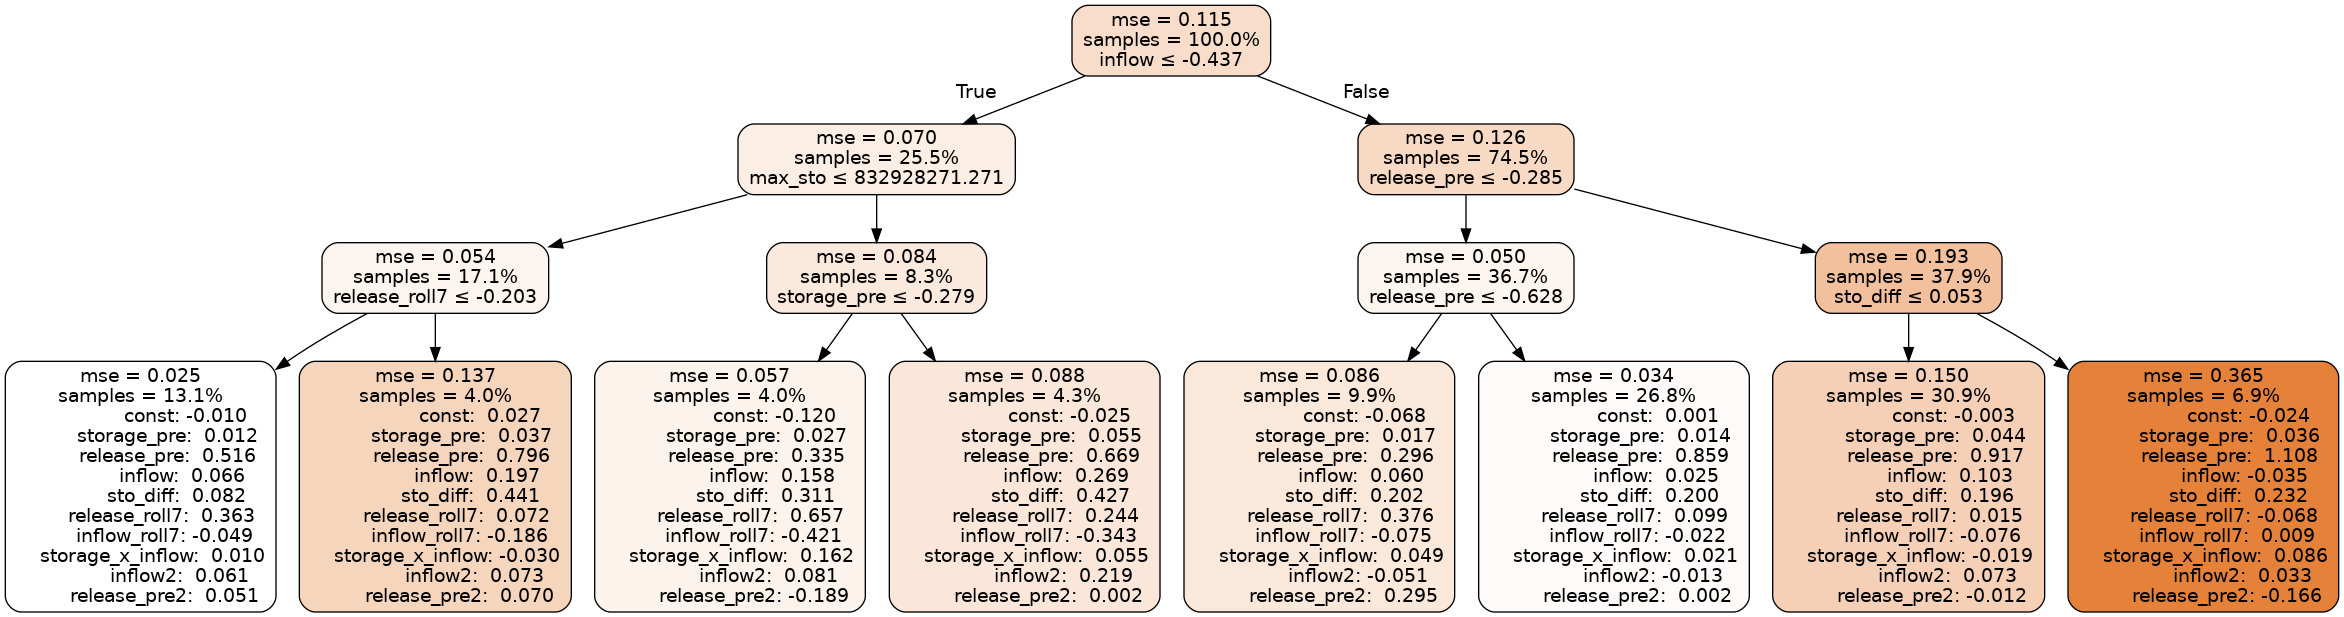 mse = 0.115
samples = 100.0%
inflow ≤ -0.437
True
False
mse = 0.070
samples = 25.5%
max_sto ≤ 832928271.271
mse = 0.126
samples = 74.5%
release_pre ≤ -0.285
mse = 0.054
samples = 17.1%
release_roll7 ≤ -0.203
mse = 0.084
samples = 8.3%
storage_pre ≤ -0.279
mse = 0.050
samples = 36.7%
release_pre ≤ -0.628
mse = 0.193
samples = 37.9%
sto_diff ≤ 0.053
mse = 0.025
samples = 13.1%
const: -0.010
storage_pre: 0.012
release_pre: 0.516
inflow: 0.066
sto_diff: 0.082
release_roll7: 0.363
inflow_roll7: -0.049
storage_x_inflow: 0.010
inflow2: 0.061
release_pre2: 0.051
mse = 0.137
samples = 4.0%
const: 0.027
storage_pre: 0.037
release_pre: 0.796
inflow: 0.197
sto_diff: 0.441
release_roll7: 0.072
inflow_roll7: -0.186
storage_x_inflow: -0.030
inflow2: 0.073
release_pre2: 0.070
mse = 0.057
samples = 4.0%
const: -0.120
storage_pre: 0.027
release_pre: 0.335
inflow: 0.158
sto_diff: 0.311
release_roll7: 0.657
inflow_roll7: -0.421
storage_x_inflow: 0.162
inflow2: 0.081
release_pre2: -0.189
mse = 0.088
samples = 4.3%
const: -0.025
storage_pre: 0.055
release_pre: 0.669
inflow: 0.269
sto_diff: 0.427
release_roll7: 0.244
inflow_roll7: -0.343
storage_x_inflow: 0.055
inflow2: 0.219
release_pre2: 0.002
mse = 0.086
samples = 9.9%
const: -0.068
storage_pre: 0.017
release_pre: 0.296
inflow: 0.060
sto_diff: 0.202
release_roll7: 0.376
inflow_roll7: -0.075
storage_x_inflow: 0.049
inflow2: -0.051
release_pre2: 0.295
mse = 0.034
samples = 26.8%
const: 0.001
storage_pre: 0.014
release_pre: 0.859
inflow: 0.025
sto_diff: 0.200
release_roll7: 0.099
inflow_roll7: -0.022
storage_x_inflow: 0.021
inflow2: -0.013
release_pre2: 0.002
mse = 0.150
samples = 30.9%
const: -0.003
storage_pre: 0.044
release_pre: 0.917
inflow: 0.103
sto_diff: 0.196
release_roll7: 0.015
inflow_roll7: -0.076
storage_x_inflow: -0.019
inflow2: 0.073
release_pre2: -0.012
mse = 0.365
samples = 6.9%
const: -0.024
storage_pre: 0.036
release_pre: 1.108
inflow: -0.035
sto_diff: 0.232
release_roll7: -0.068
inflow_roll7: 0.009
storage_x_inflow: 0.086
inflow2: 0.033
release_pre2: -0.166